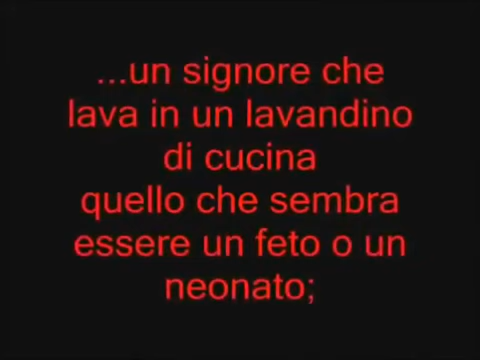 ...un signore che
lava in un lavandino
di cucina
quello che sembra
essere un feto o un
neonato;